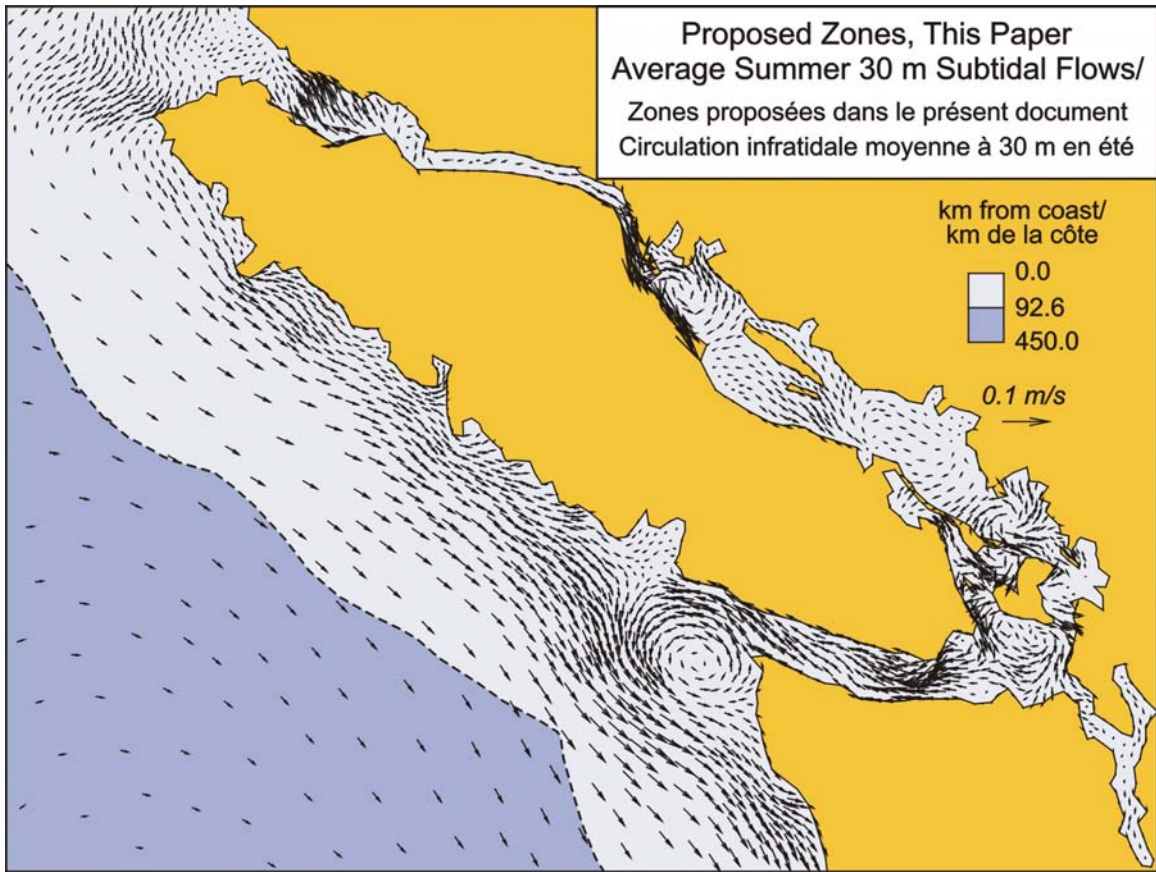 Proposed Zones, This Paper
Average Summer 30 m Subtidal Flows/
Zones proposées dans le présent document
Circulation infratidale moyenne à 30 m en été
km from coast/
km de la côte
0.0
92.6
450.0
0.1 m/s